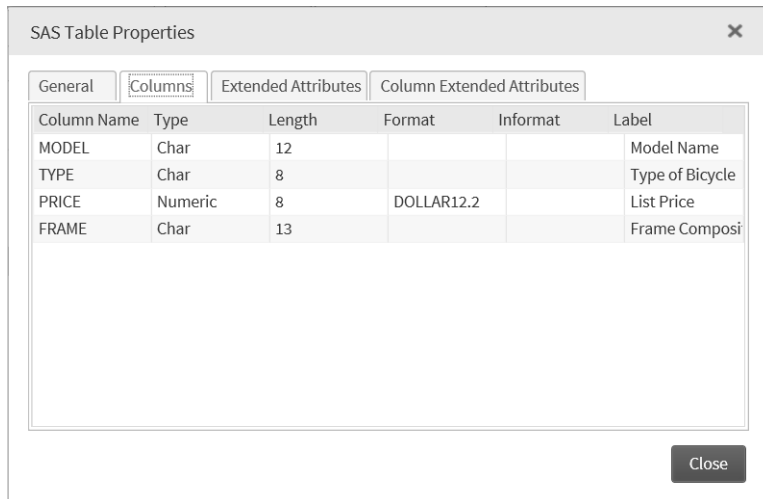 SAS Table Properties
General Columns Extended Attributes Column Extended Attributes
Column Name Type Length Format Informat Label
MODEL Char 12 Model Name
TYPE Char 8 Type of Bicycle
PRICE Numeric 8 DOLLAR12.2 List Price
FRAME Char 13 Frame Composi
Close